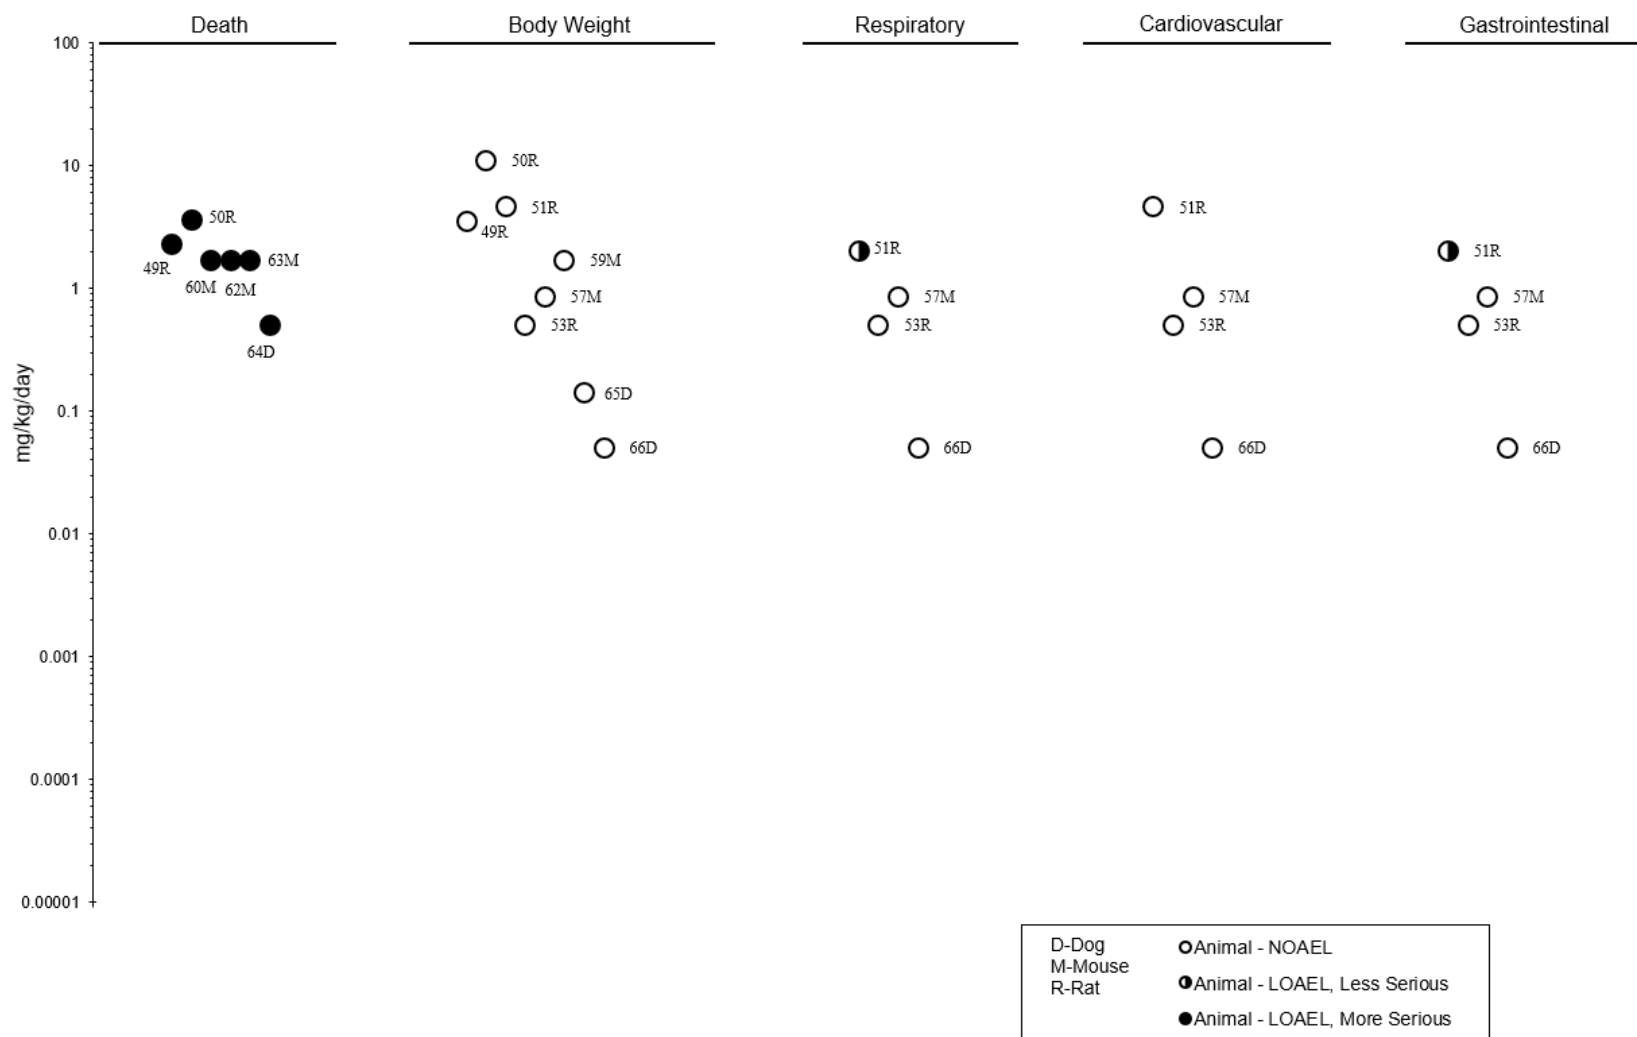 Death Body Weight Respiratory Cardiovascular Gastrointestinal
100
10
1
0.1
0.01
0.001
0.0001
0.00001
mg/kg/day
50R
49R
60M
62M
63M
64D
50R
51R
49R
59M
57M
53R
65D
66D
51R
57M
53R
66D
51R
57M
53R
66D
51R
57M
53R
66D
D-Dog
M-Mouse
R-Rat
Animal - NOAEL
Animal - LOAEL, Less Serious
Animal - LOAEL, More Serious